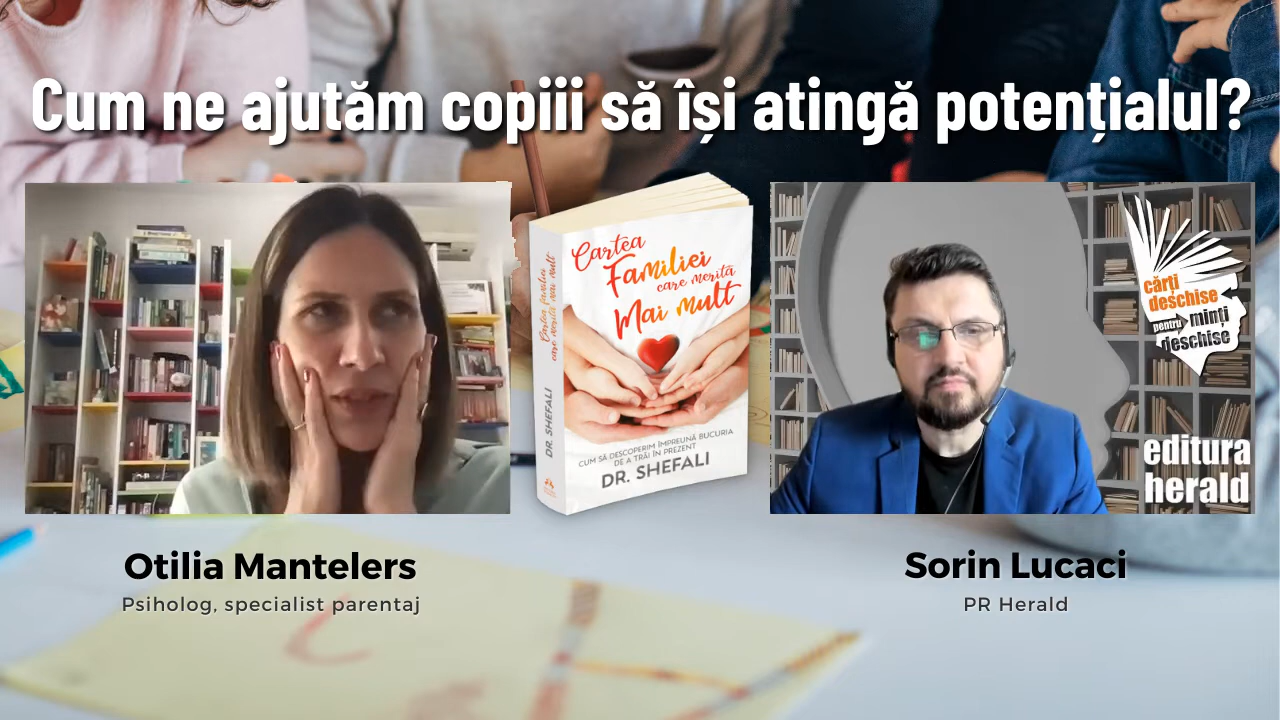 Cum ne ajutăm copiii să își atingă potențialul?
Cartea
Familiei
care merită
Mai mult
CUM SĂ DESCOPERIM ÎMPREUNĂ BUCURIA
DE A TRĂI ÎN PREZENT
DR. SHEFALI
Cartea familiei
care merită mai mult
DR. SHEFALI
cărți
deschise
pentru minti
deschise
editura
herald
Otilia Mantelers
Psiholog, specialist parentaj
Sorin Lucaci
PR Herald